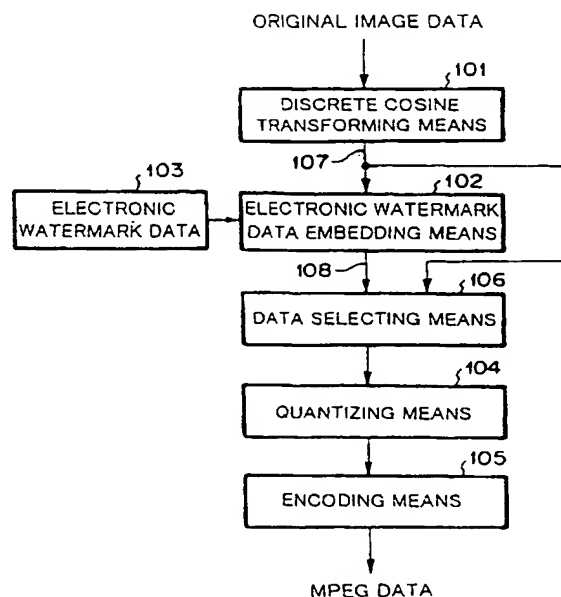 ORIGINAL IMAGE DATA
101
DISCRETE COSINE
TRANSFORMING MEANS
107
103
102
ELECTRONIC
WATERMARK DATA
ELECTRONIC WATERMARK
DATA EMBEDDING MEANS
108
106
DATA SELECTING MEANS
104
QUANTIZING MEANS
105
ENCODING MEANS
MPEG DATA